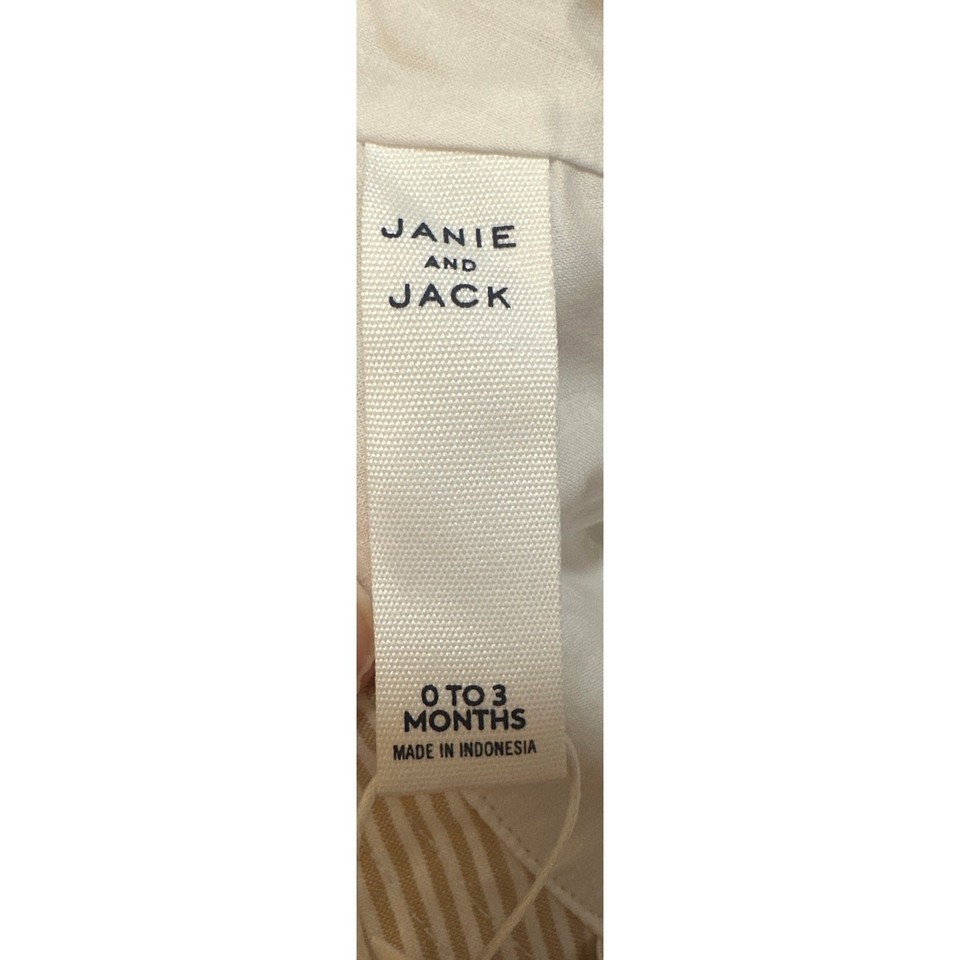 JANIE
AND
JACK
0 TO 3
MONTHS
MADE IN INDONESIA